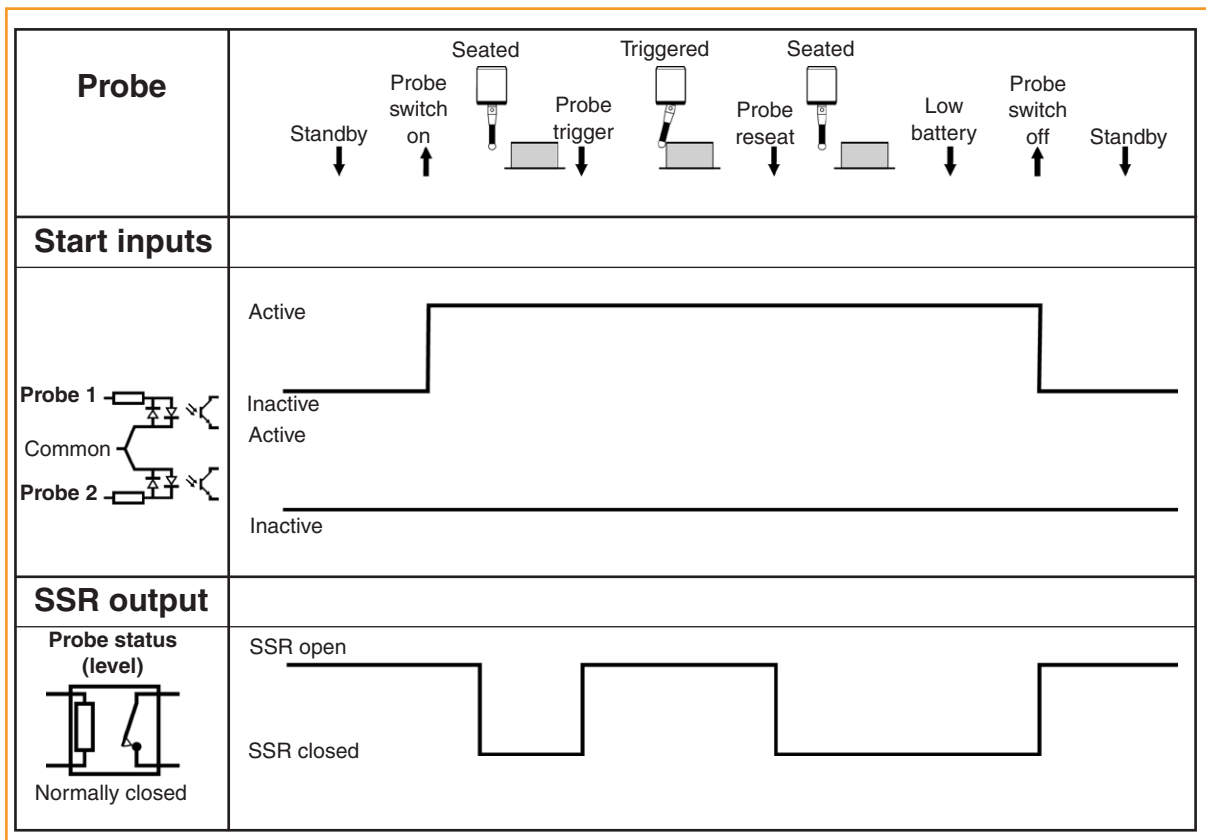 Probe
Standby
Probe
switch
on
Seated
Probe
trigger
Triggered
Probe
reseat
Seated
Low
battery
Probe
switch
off
Standby
Start inputs
Probe 1
Common
Probe 2
Active
Inactive
Active
Inactive
SSR output
Probe status
(level)
Normally closed
SSR open
SSR closed